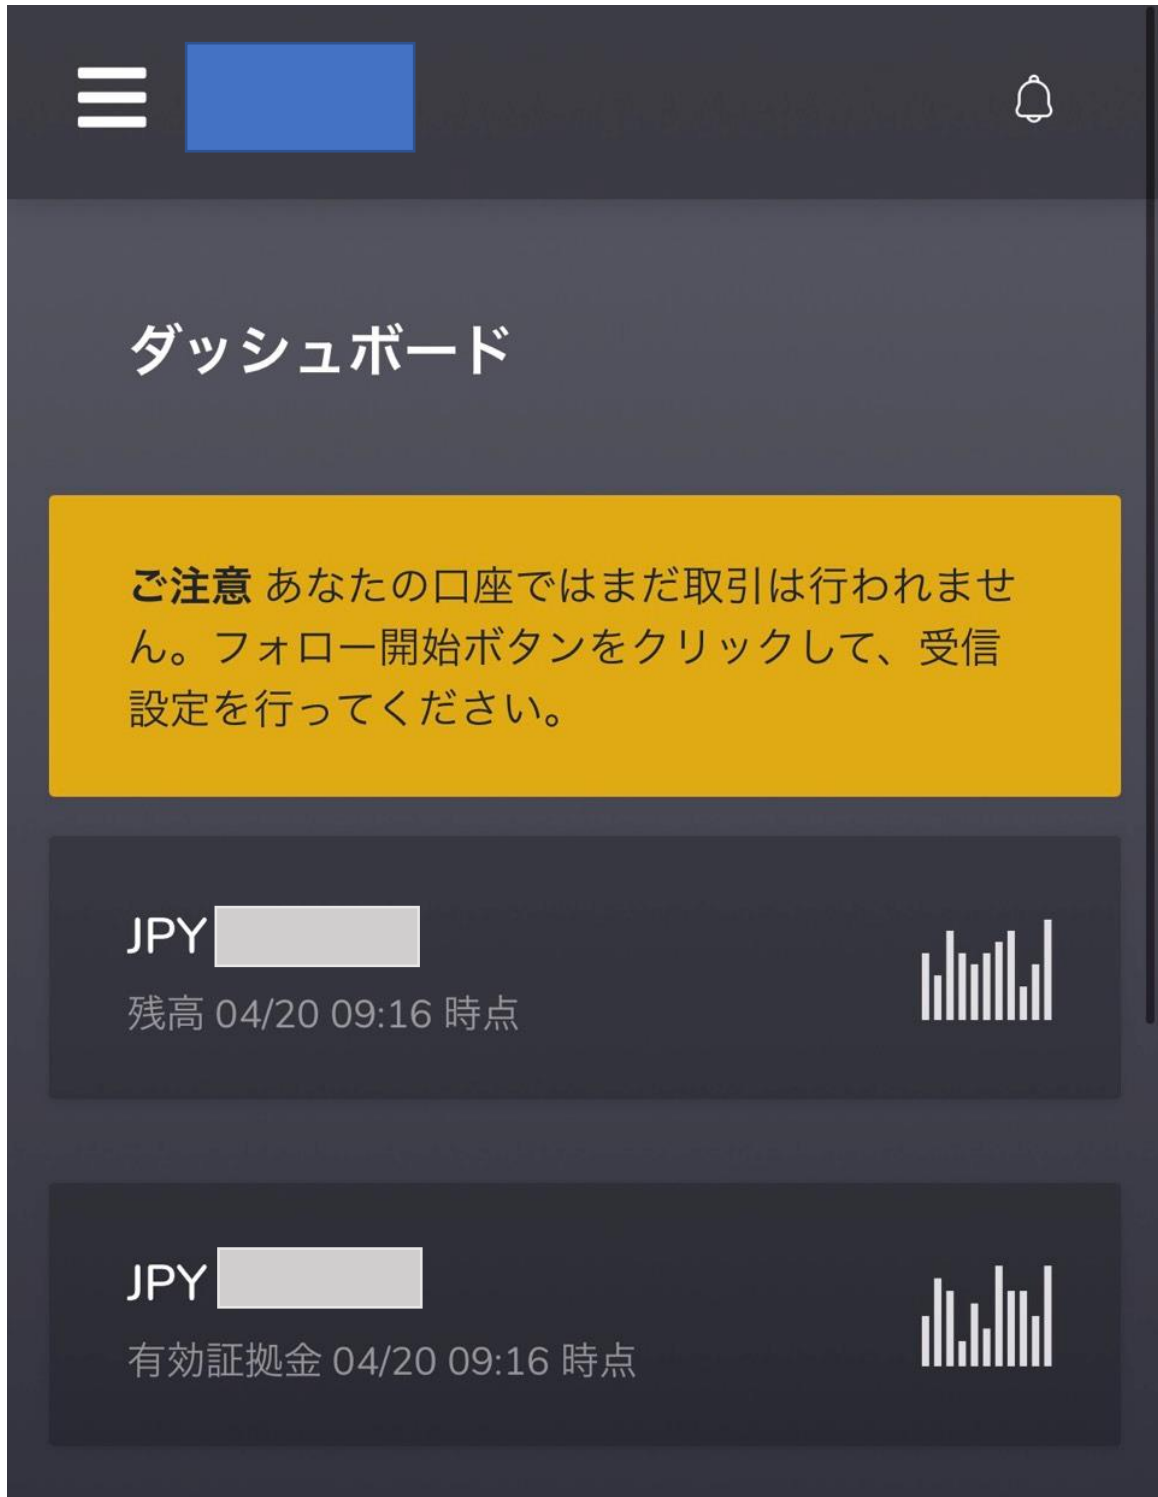 ダッシュボード
ご注意 あなたの口座ではまだ取引は行われませ
ん。フォロー開始ボタンをクリックして、受信
設定を行ってください。
JPY
残高 04/20 09:16 時点
JPY
有効証拠金 04/20 09:16 時点